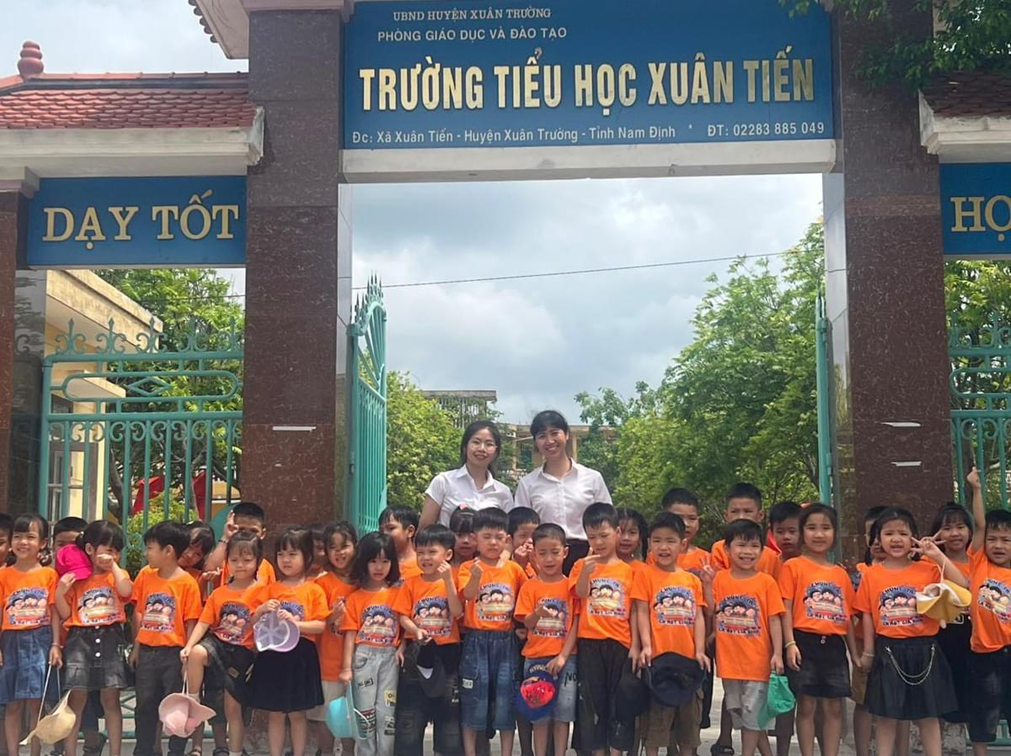 UBND HUYỆN XUÂN TRƯỜNG
PHÒNG GIÁO DỤC VÀ ĐÀO TẠO
TRƯỜNG TIỂU HỌC XUÂN TIẾN
Đc: Xã Xuân Tiến - Huyện Xuân Trường - Tỉnh Nam Định * ĐT: 02283 885 049
DẠY TỐT
HỌ